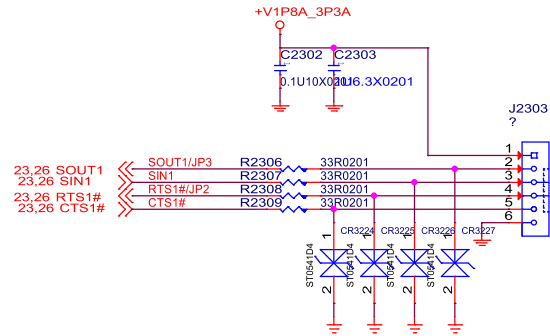 +V1P8A_3P3A
C2302 C2303
0.1U10X0201 1U6.3X0201
J2303
?
1
23,26 SOUT1 SOUT1/JP3 R2306 33R0201 2
23,26 SIN1 SIN1 R2307 33R0201 3
23,26 RTS1# RTS1#/JP2 R2308 33R0201 4
23,26 CTS1# CTS1# R2309 33R0201 5
6
1 CR3224 1 CR3225 1 CR3226 1 CR3227
ST0541D4 ST0541D4 ST0541D4 ST0541D4
2 2 2 2